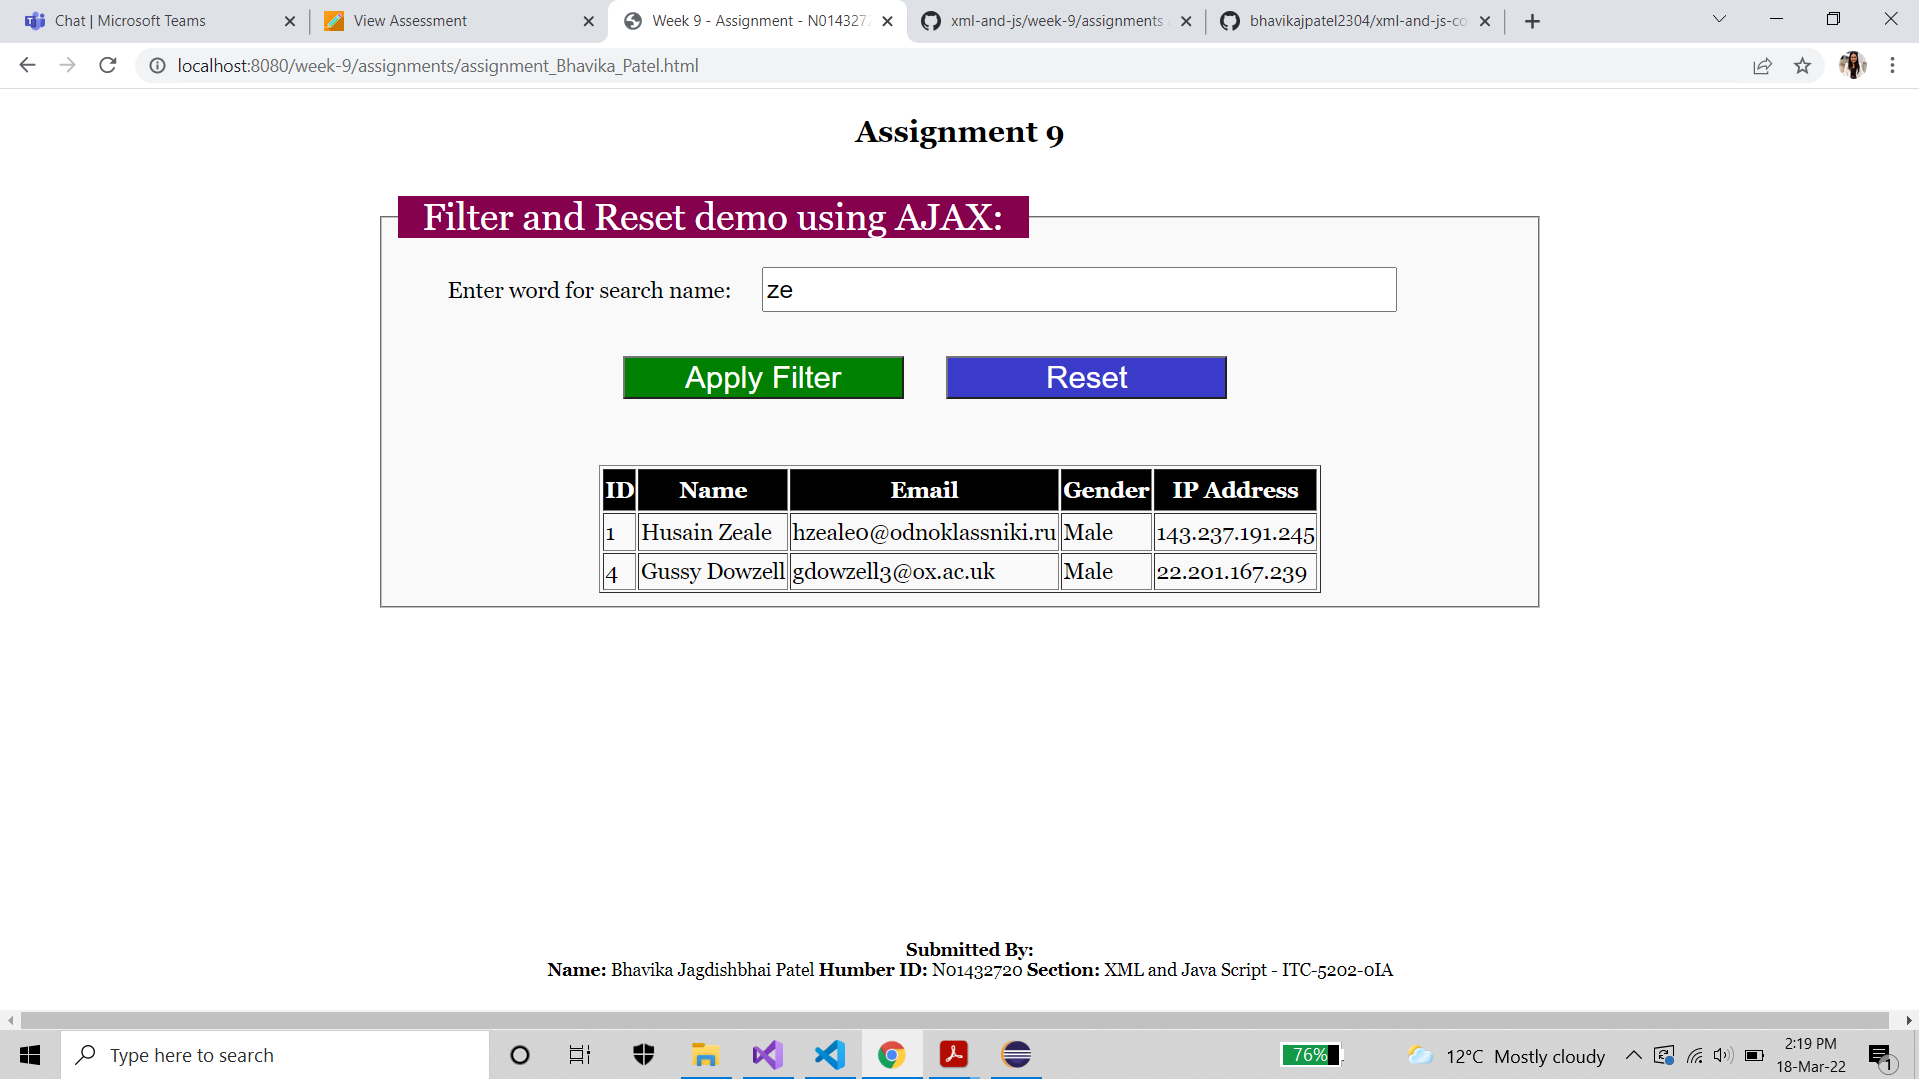 Chat | Microsoft Teams
View Assessment
Week 9 - Assignment - N0143272
xml-and-js/week-9/assignments
bhavikajpatel2304/xml-and-js-co
localhost:8080/week-9/assignments/assignment_Bhavika_Patel.html
Assignment 9
Filter and Reset demo using AJAX:
Enter word for search name: ze
Apply Filter Reset
ID Name Email Gender IP Address
1 Husain Zeale hzeale0@odnoklassniki.ru Male 143.237.191.245
4 Gussy Dowzell gdowzell3@ox.ac.uk Male 22.201.167.239
Submitted By:
Name: Bhavika Jagdishbhai Patel Humber ID: N01432720 Section: XML and Java Script - ITC-5202-0IA
Type here to search
76%
12°C Mostly cloudy
2:19 PM
18-Mar-22
1